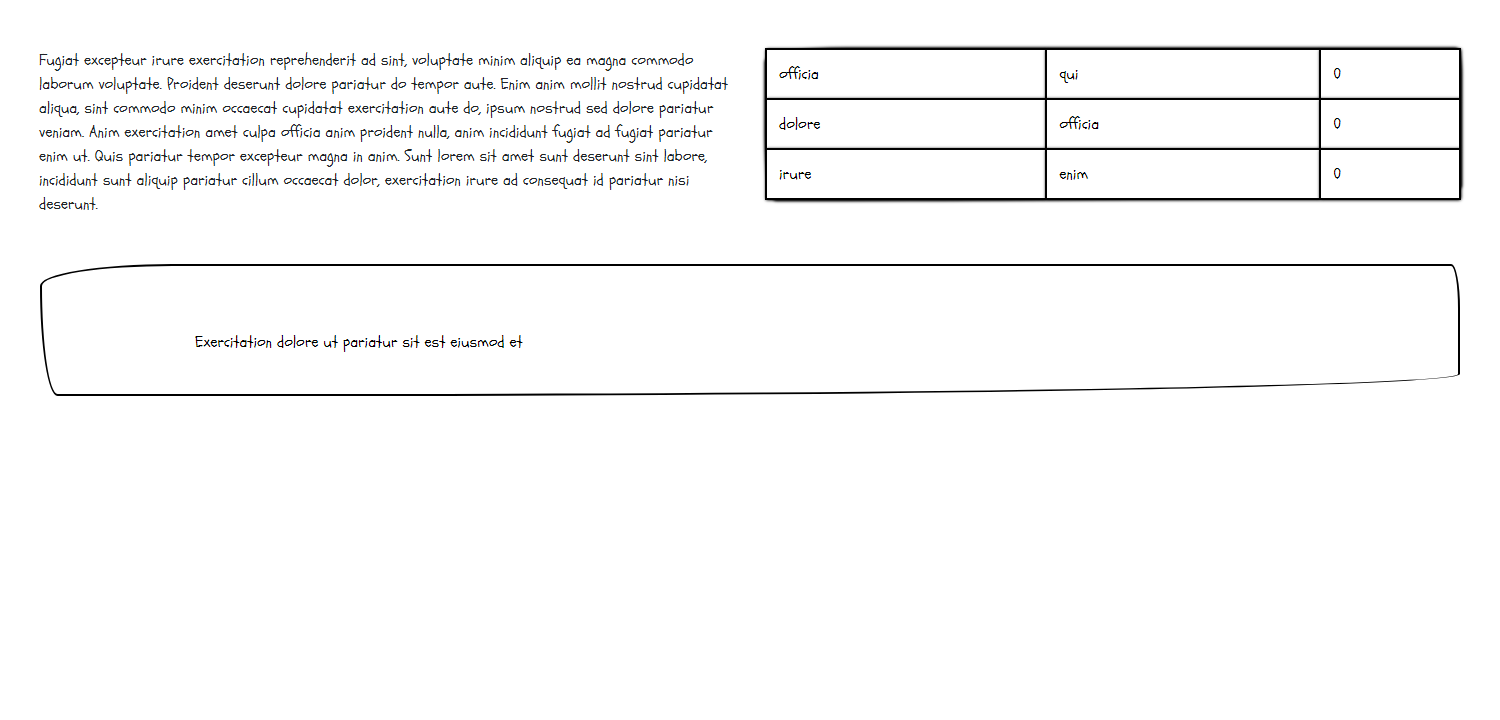 Fugiat excepteur irure exercitation reprehenderit ad sint, voluptate minim aliquip ea magna commodo
laborum voluptate. Proident deserunt dolore pariatur do tempor aute. Enim anim mollit nostrud cupidatat
aliqua, sint commodo minim occaecat cupidatat exercitation aute do, ipsum nostrud sed dolore pariatur
veniam. Anim exercitation amet culpa officia anim proident nulla, anim incididunt fugiat ad fugiat pariatur
enim ut. Quis pariatur tempor excepteur magna in anim. Sunt lorem sit amet sunt deserunt sint labore,
incididunt sunt aliquip pariatur cillum occaecat dolor, exercitation irure ad consequat id pariatur nisi
deserunt.
officia qui 0
dolore officia 0
irure enim 0
Exercitation dolore ut pariatur sit est eiusmod et